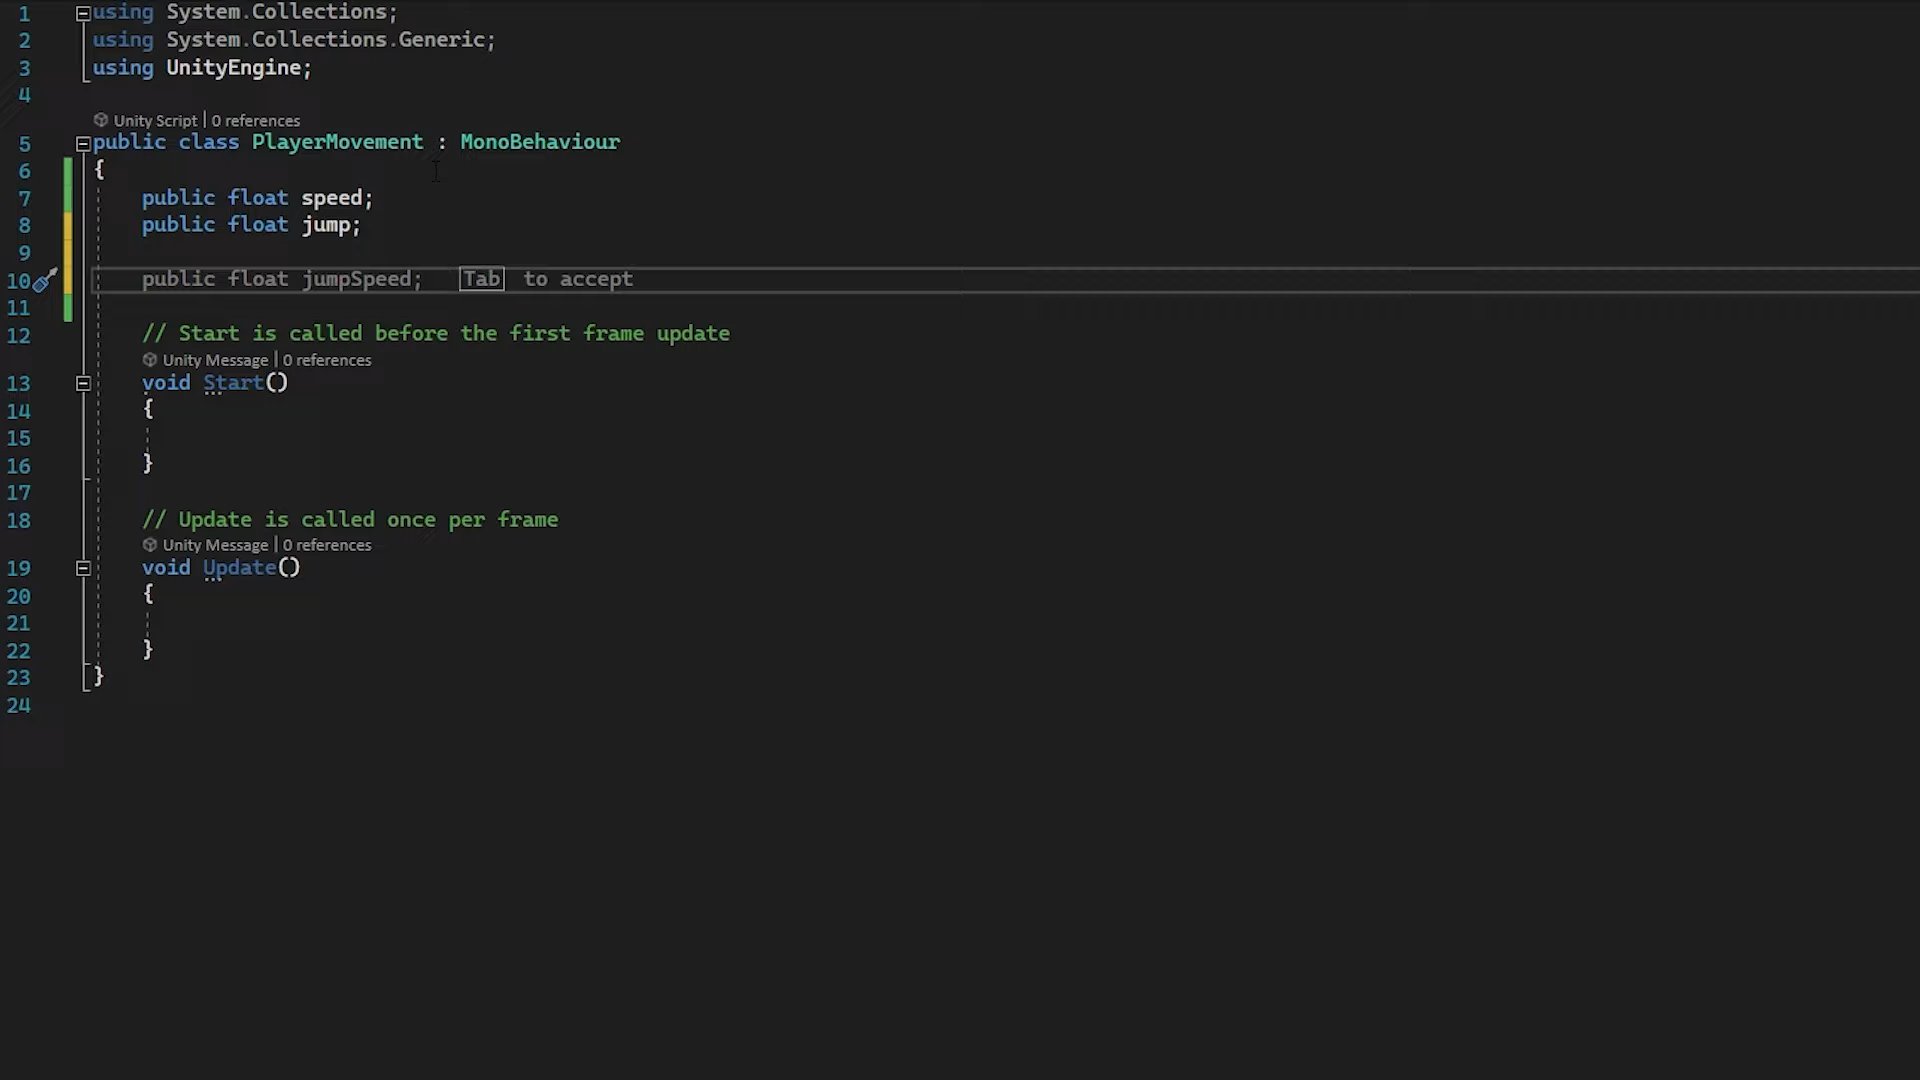 1 using System.Collections;
2 using System.Collections.Generic;
3 using UnityEngine;
4
Unity Script | 0 references
5 public class PlayerMovement : MonoBehaviour
6 {
7 public float speed;
8 public float jump;
9
10 public float jumpSpeed; Tab to accept
11
12 // Start is called before the first frame update
Unity Message | 0 references
13 void Start()
14 {
15
16 }
17
18 // Update is called once per frame
Unity Message | 0 references
19 void Update()
20 {
21
22 }
23 }
24